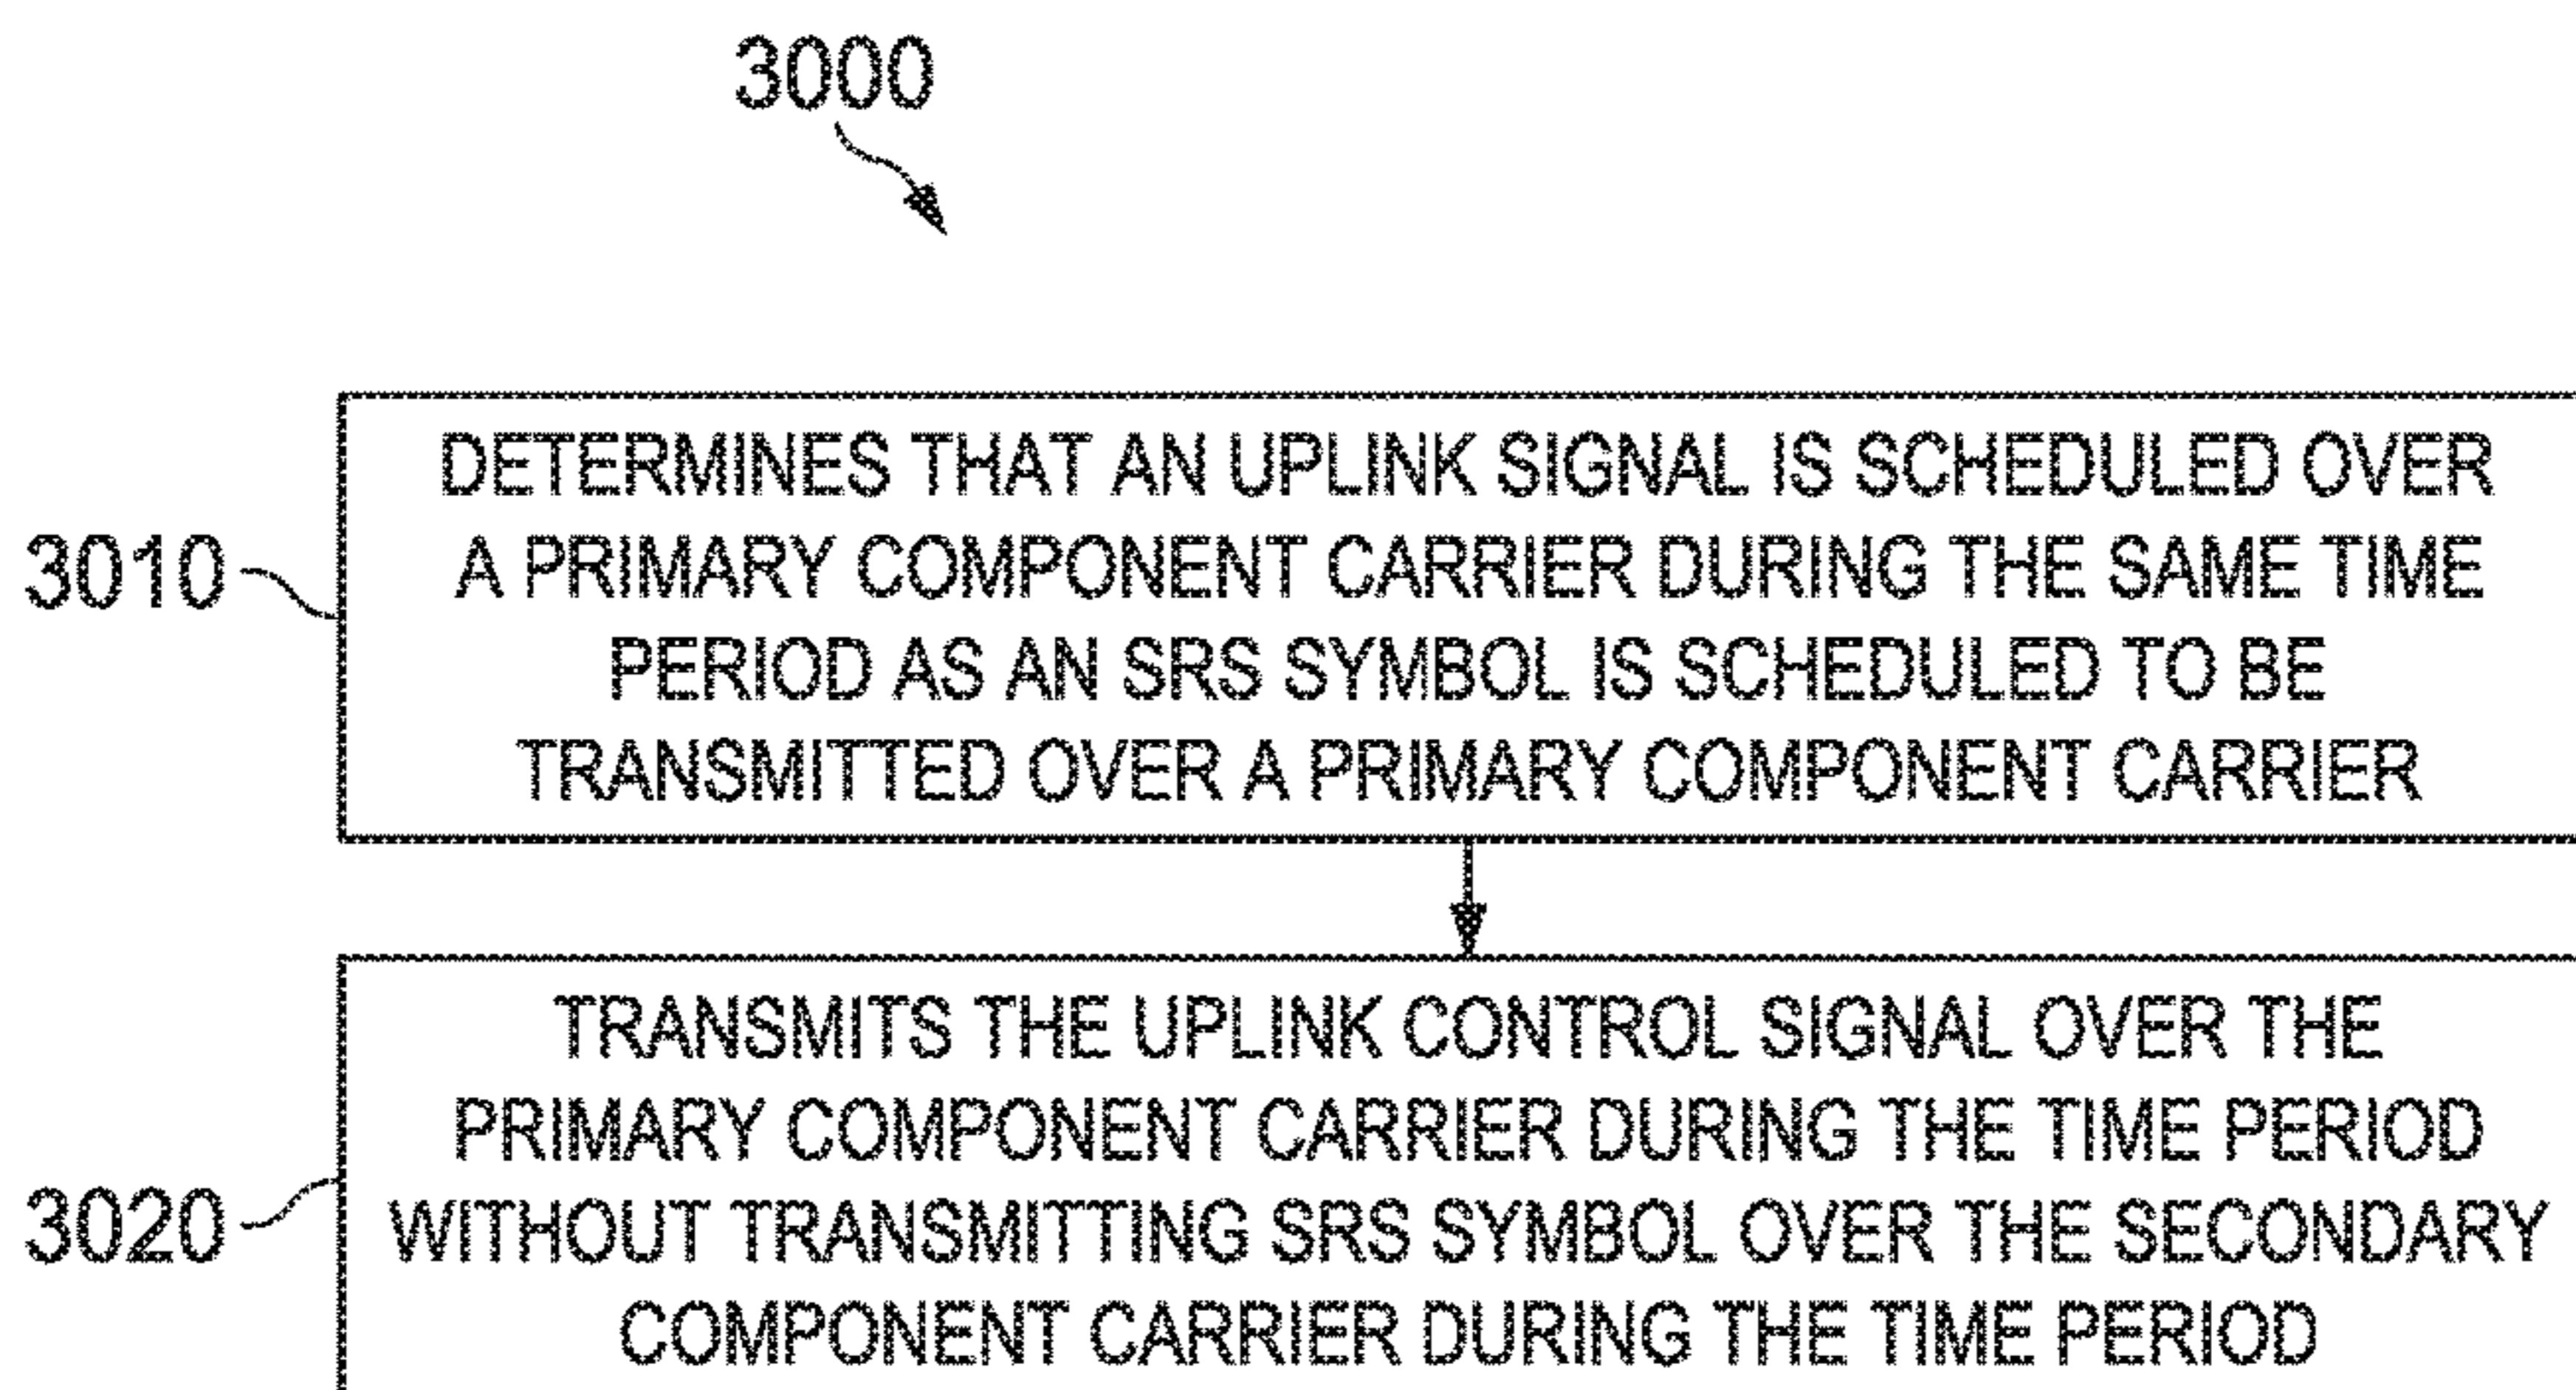 3000
DETERMINES THAT AN UPLINK SIGNAL IS SCHEDULED OVER
A PRIMARY COMPONENT CARRIER DURING THE SAME TIME
PERIOD AS AN SRS SYMBOL IS SCHEDULED TO BE
TRANSMITTED OVER A PRIMARY COMPONENT CARRIER
3010
TRANSMITS THE UPLINK CONTROL SIGNAL OVER THE
PRIMARY COMPONENT CARRIER DURING THE TIME PERIOD
WITHOUT TRANSMITTING SRS SYMBOL OVER THE SECONDARY
COMPONENT CARRIER DURING THE TIME PERIOD
3020